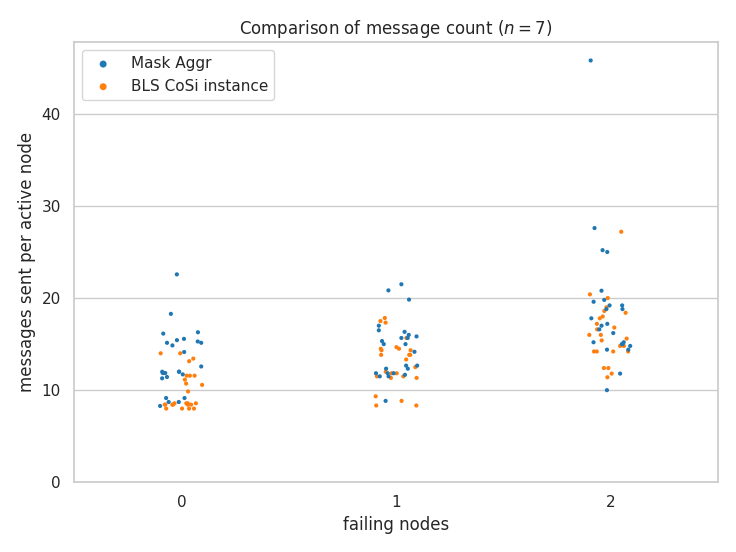 Comparison of message count (n = 7)
Mask Aggr
BLS CoSi instance
messages sent per active node
40
30
20
10
0
0 1 2
failing nodes